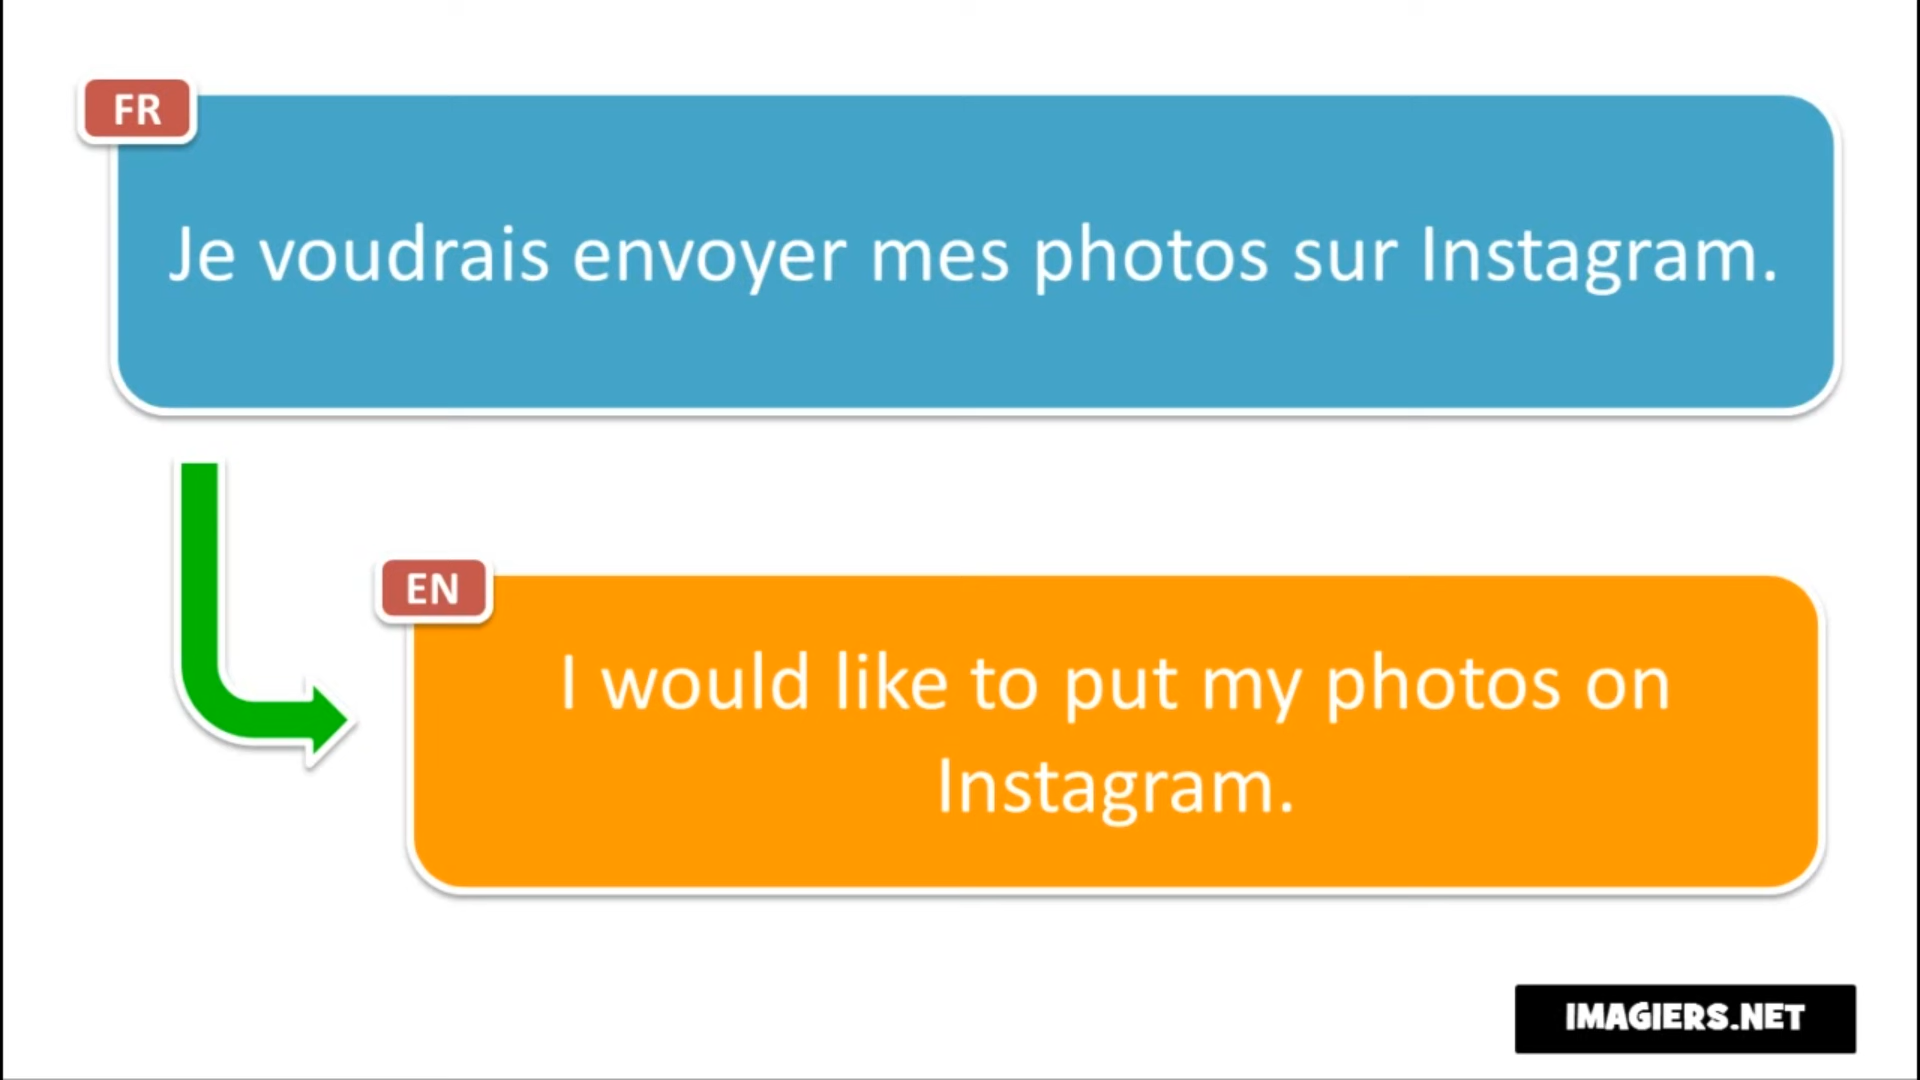 FR
Je voudrais envoyer mes photos sur Instagram.
EN
I would like to put my photos on
Instagram.
IMAGIERS.NET